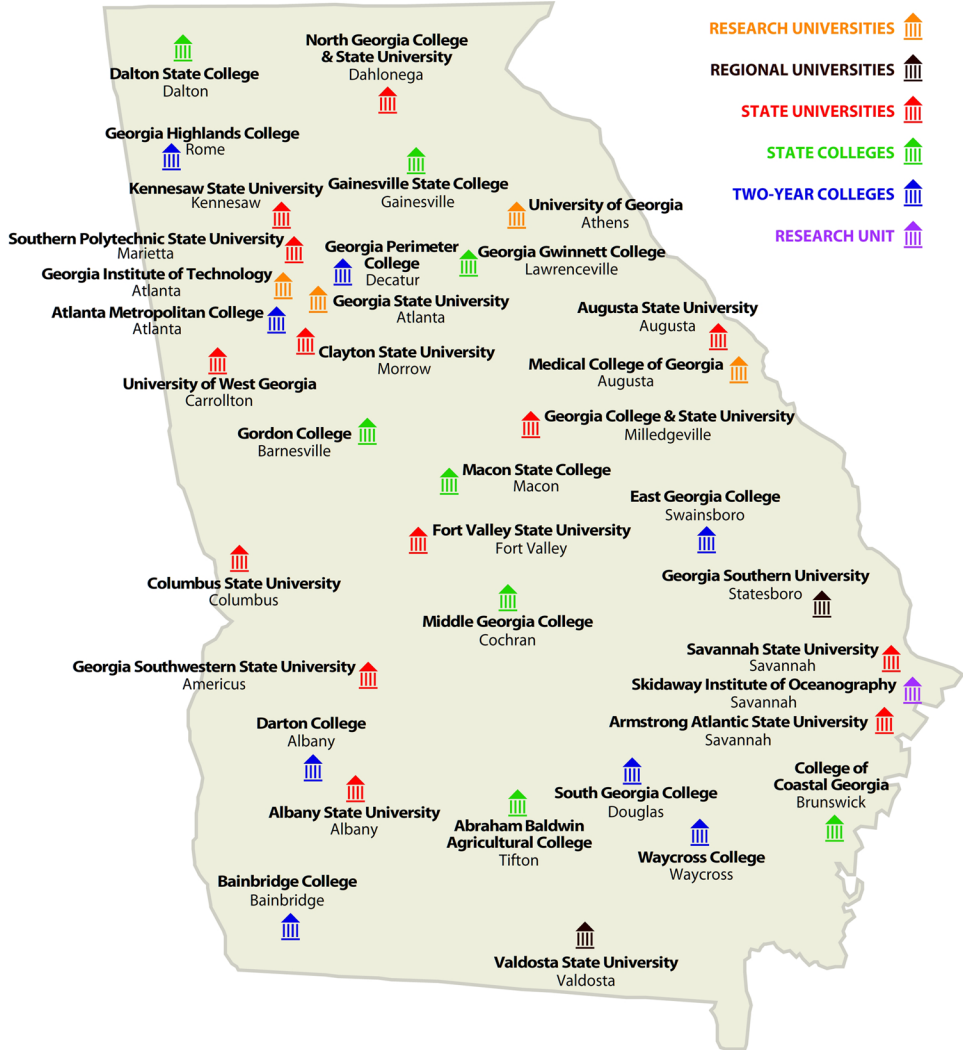 RESEARCH UNIVERSITIES
REGIONAL UNIVERSITIES
STATE UNIVERSITIES
STATE COLLEGES
TWO-YEAR COLLEGES
RESEARCH UNIT
North Georgia College
& State University
Dahlonega
Dalton State College
Dalton
Georgia Highlands College
Rome
Gainesville State College
Gainesville
Kennesaw State University
Kennesaw
University of Georgia
Athens
Southern Polytechnic State University
Marietta
Georgia Perimeter
College
Decatur
Georgia Gwinnett College
Lawrenceville
Georgia Institute of Technology
Atlanta
Georgia State University
Atlanta
Atlanta Metropolitan College
Atlanta
Augusta State University
Augusta
Clayton State University
Morrow
Medical College of Georgia
Augusta
University of West Georgia
Carrollton
Georgia College & State University
Milledgeville
Gordon College
Barnesville
Macon State College
Macon
East Georgia College
Swainsboro
Fort Valley State University
Fort Valley
Columbus State University
Columbus
Georgia Southern University
Statesboro
Middle Georgia College
Cochran
Savannah State University
Savannah
Georgia Southwestern State University
Americus
Skidaway Institute of Oceanography
Savannah
Armstrong Atlantic State University
Savannah
Darton College
Albany
College of
Coastal Georgia
Brunswick
South Georgia College
Douglas
Albany State University
Albany
Abraham Baldwin
Agricultural College
Tifton
Waycross College
Waycross
Bainbridge College
Bainbridge
Valdosta State University
Valdosta